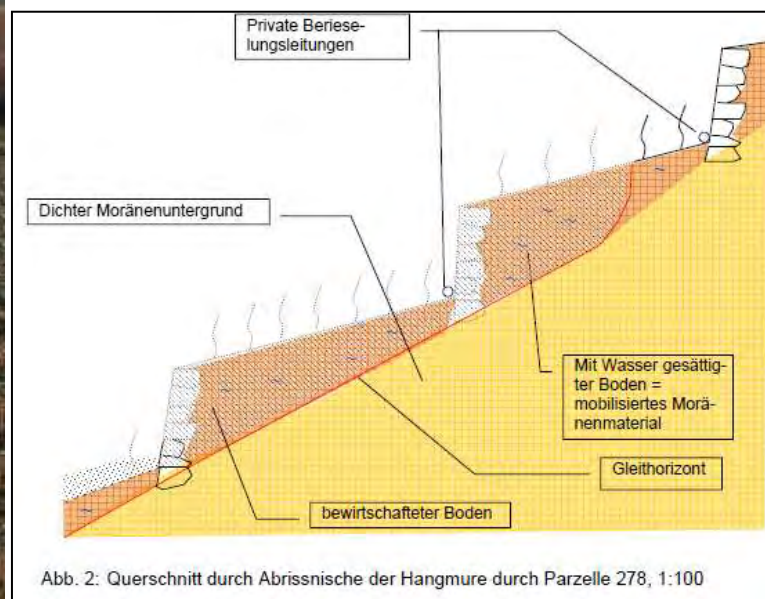 Private Beriese-
lungsleitungen
Dichter Moränenuntergrund
Mit Wasser gesättig-
ter Boden =
mobilisiertes Morä-
nenmaterial
Gleithorizont
bewirtschafteter Boden
Abb. 2: Querschnitt durch Abrissnische der Hangmure durch Parzelle 278, 1:100